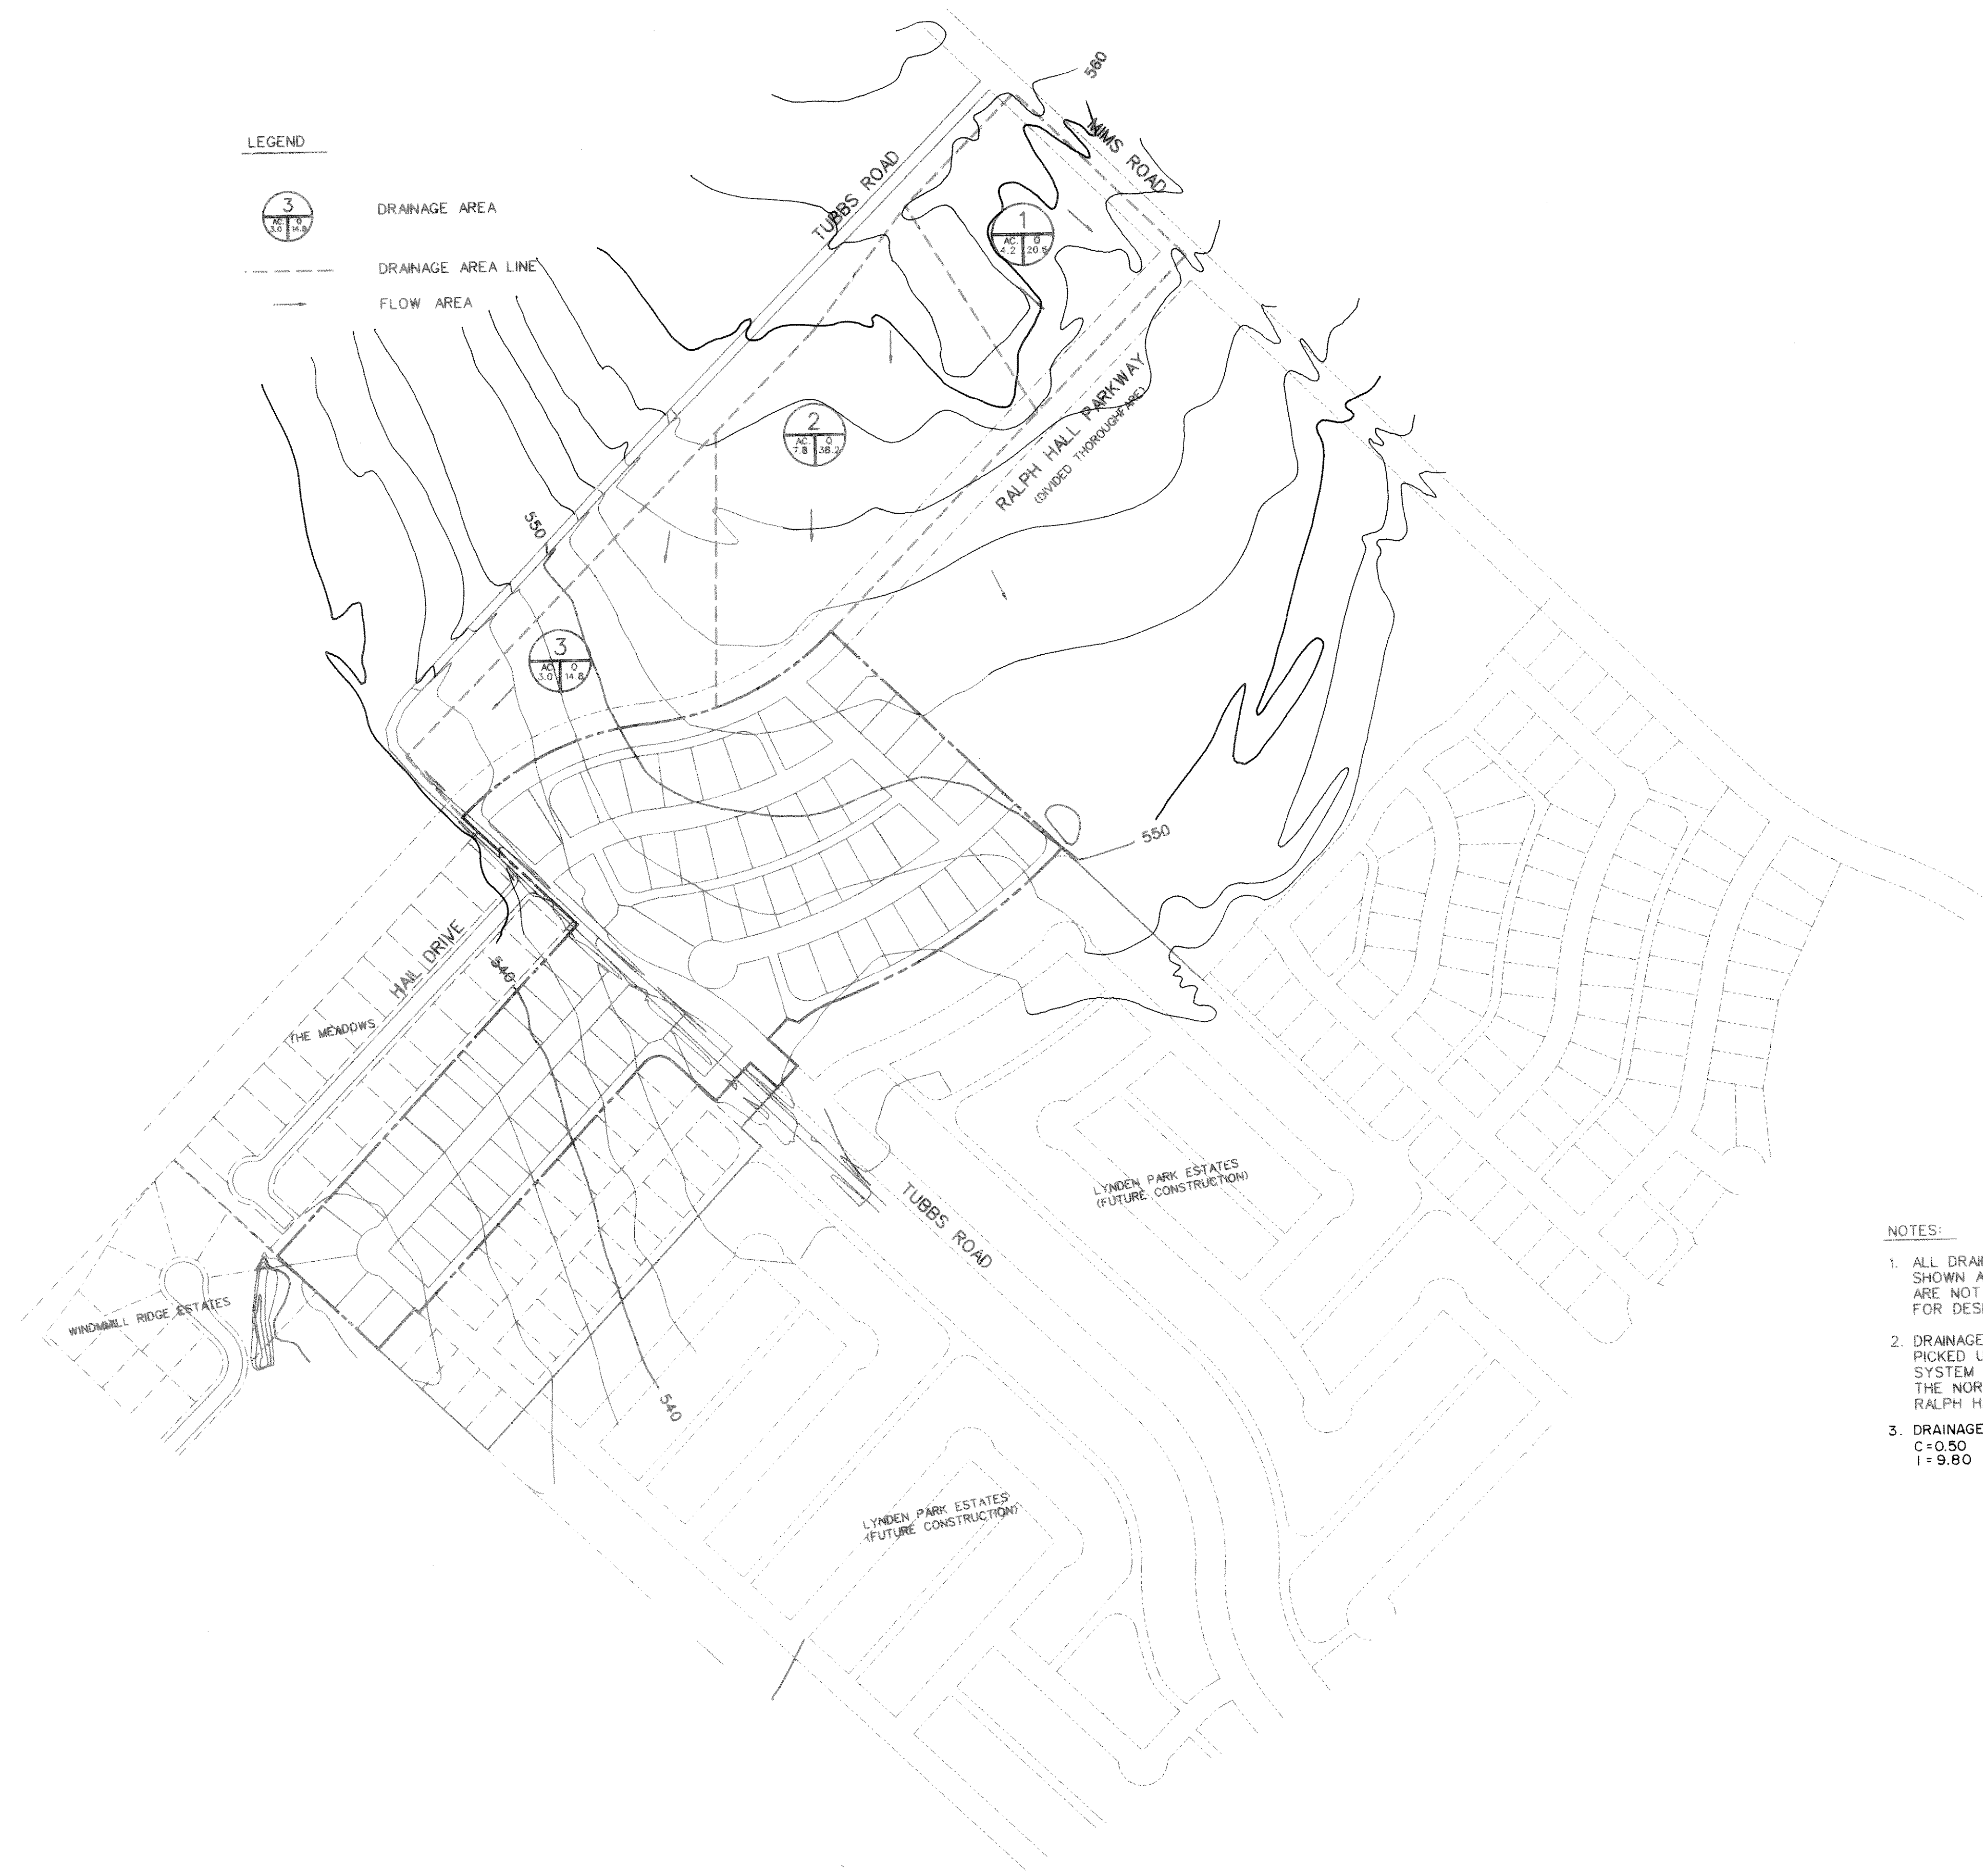 LEGEND
3
AC. Q
3.0 14.8
DRAINAGE AREA
DRAINAGE AREA LINE
FLOW AREA
560
MIMS ROAD
TUBBS ROAD
1
AC. Q
4.2 20.6
RALPH HALL PARKWAY
(DIVIDED THOROUGHFARE)
2
AC. Q
7.8 38.2
550
3
AC. Q
3.0 14.8
550
HAIL DRIVE
540
THE MEADOWS
LYNDEN PARK ESTATES
(FUTURE CONSTRUCTION)
TUBBS ROAD
WINDMMILL RIDGE ESTATES
540
LYNDEN PARK ESTATES
(FUTURE CONSTRUCTION)
NOTES:
1. ALL DRAI
SHOWN A
ARE NOT
FOR DES
2. DRAINAGE
PICKED U
SYSTEM
THE NOR
RALPH H
3. DRAINAGE
C=0.50
I=9.80